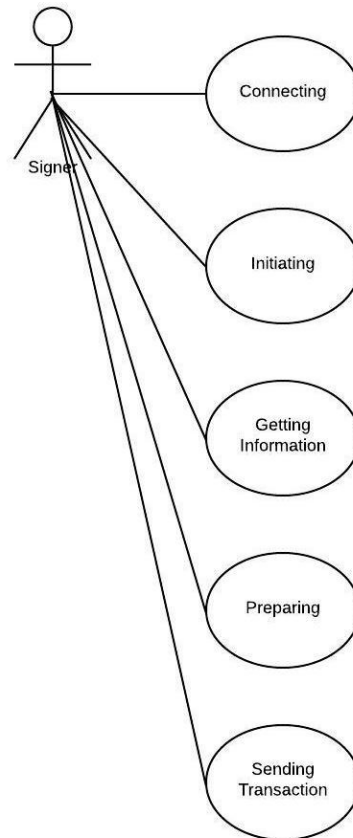 Connecting
Signer
Initiating
Getting
Information
Preparing
Sending
Transaction